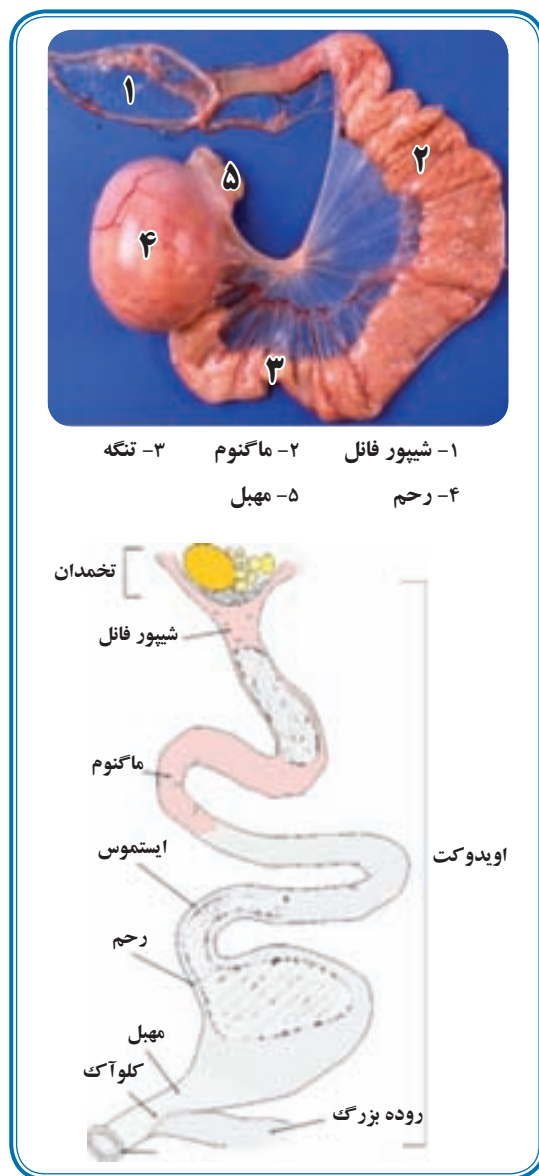 ۱
۲
۳
۴
۵
۱- شیپور فانل ۲- ماگنوم ۳- تنگه
۴- رحم ۵- مهبل
تخمدان
شیپور فانل
ماگنوم
ایستموس
اویدوکت
رحم
مهبل
کلوآک
روده بزرگ